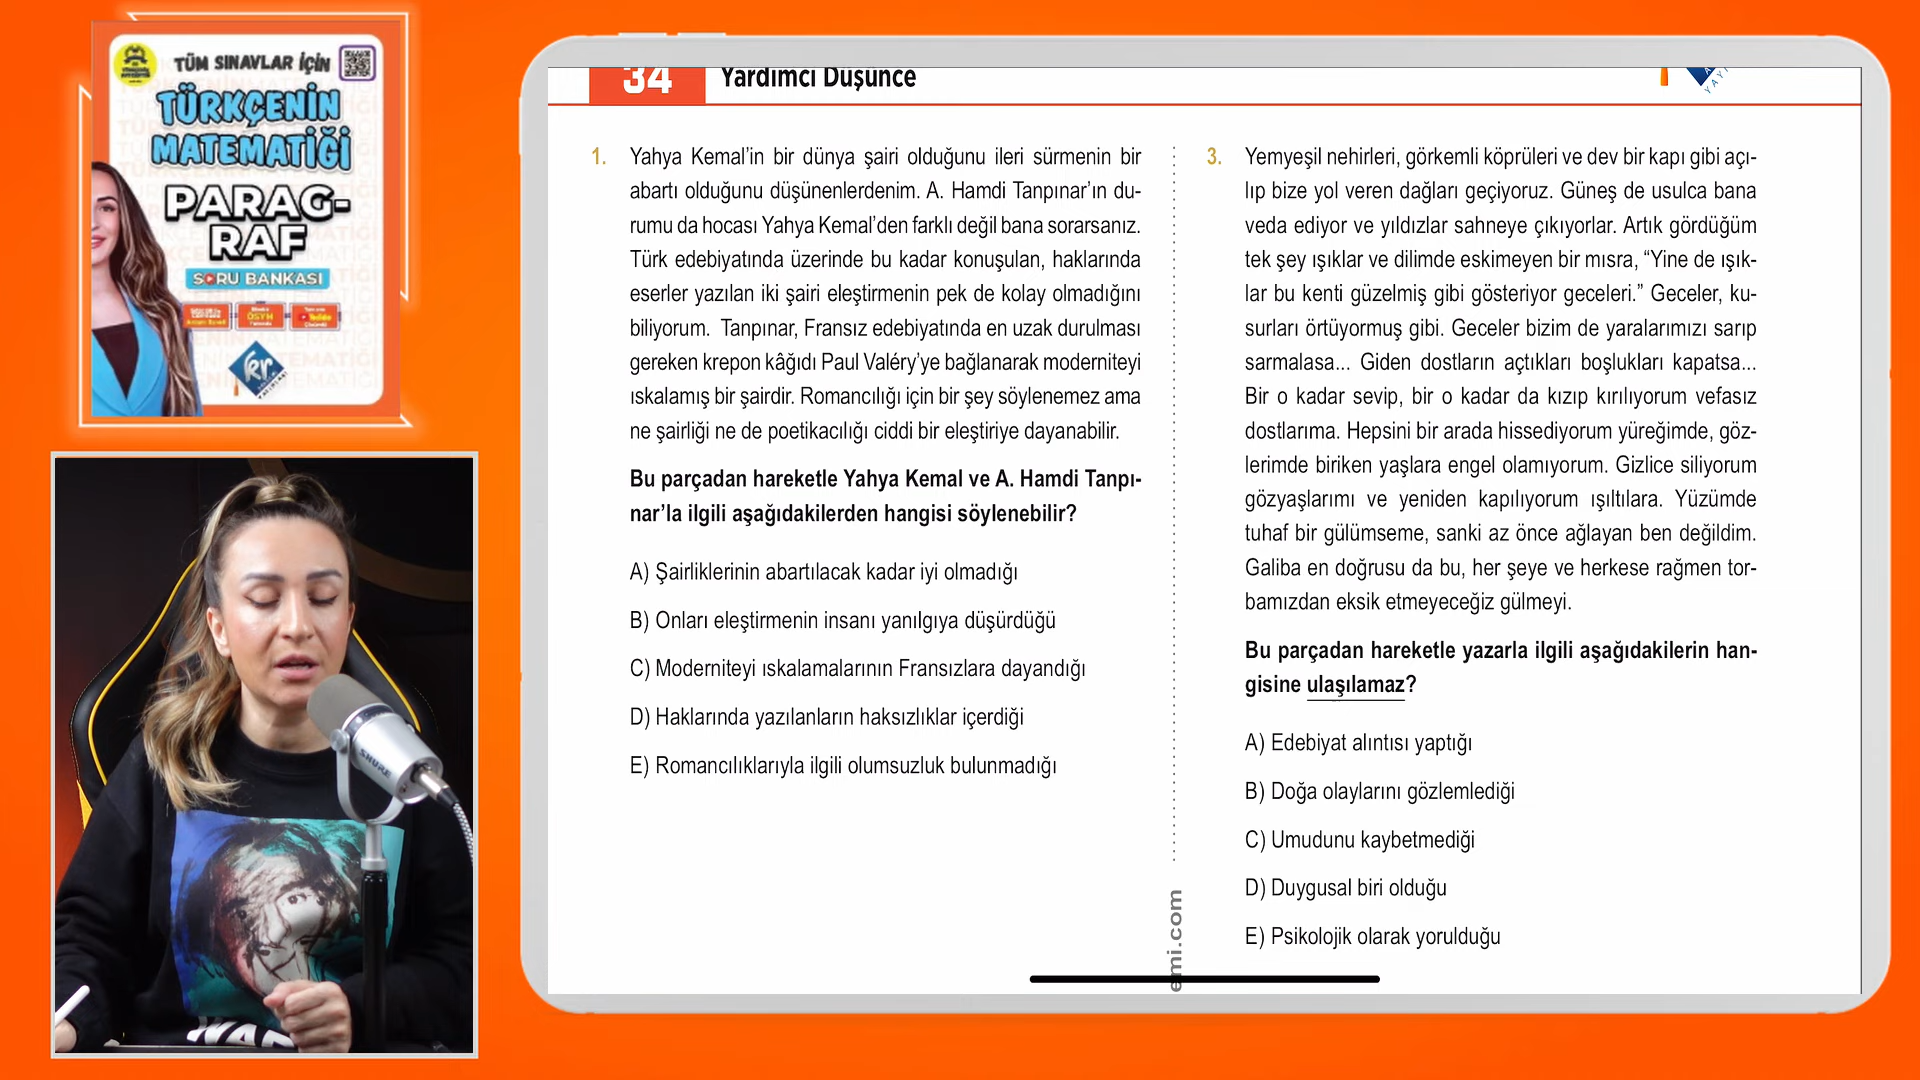 TÜM SINAVLAR İÇİN
TÜRKÇENİN
MATEMATİĞİ
PARAG-
RAF
SORU BANKASI
34
Yardımcı Düşünce
1.
Yahya Kemal’in bir dünya şairi olduğunu ileri sürmenin bir
abartı olduğunu düşünenlerdenim. A. Hamdi Tanpınar’ın du-
rumu da hocası Yahya Kemal’den farklı değil bana sorarsanız.
Türk edebiyatında üzerinde bu kadar konuşulan, haklarında
eserler yazılan iki şairi eleştirmenin pek de kolay olmadığını
biliyorum. Tanpınar, Fransız edebiyatında en uzak durulması
gereken krepon kâğıdı Paul Valéry’ye bağlanarak moderniteyi
ıskalamış bir şairdir. Romancılığı için bir şey söylenemez ama
ne şairliği ne de poetikacılığı ciddi bir eleştiriye dayanabilir.
Bu parçadan hareketle Yahya Kemal ve A. Hamdi Tanpı-
nar’la ilgili aşağıdakilerden hangisi söylenebilir?
A) Şairliklerinin abartılacak kadar iyi olmadığı
B) Onları eleştirmenin insanı yanılgıya düşürdüğü
C) Moderniteyi ıskalamalarının Fransızlara dayandığı
D) Haklarında yazılanların haksızlıklar içerdiği
E) Romancılıklarıyla ilgili olumsuzluk bulunmadığı
3.
Yemyeşil nehirleri, görkemli köprüleri ve dev bir kapı gibi açı-
lıp bize yol veren dağları geçiyoruz. Güneş de usulca bana
veda ediyor ve yıldızlar sahneye çıkıyorlar. Artık gördüğüm
tek şey ışıklar ve dilimde eskimeyen bir mısra, “Yine de ışık-
lar bu kenti güzelmiş gibi gösteriyor geceleri.” Geceler, ku-
surları örtüyormuş gibi. Geceler bizim de yaralarımızı sarıp
sarmalasa... Giden dostların açtıkları boşlukları kapatsa...
Bir o kadar sevip, bir o kadar da kızıp kırılıyorum vefasız
dostlarıma. Hepsini bir arada hissediyorum yüreğimde, göz-
lerimde biriken yaşlara engel olamıyorum. Gizlice siliyorum
gözyaşlarımı ve yeniden kapılıyorum ışıltılara. Yüzümde
tuhaf bir gülümseme, sanki az önce ağlayan ben değildim.
Galiba en doğrusu da bu, her şeye ve herkese rağmen tor-
bamızdan eksik etmeyeceğiz gülmeyi.
Bu parçadan hareketle yazarla ilgili aşağıdakilerin han-
gisine ulaşılamaz?
A) Edebiyat alıntısı yaptığı
B) Doğa olaylarını gözlemlediği
C) Umudunu kaybetmediği
D) Duygusal biri olduğu
E) Psikolojik olarak yorulduğu
emi.com
SHURE